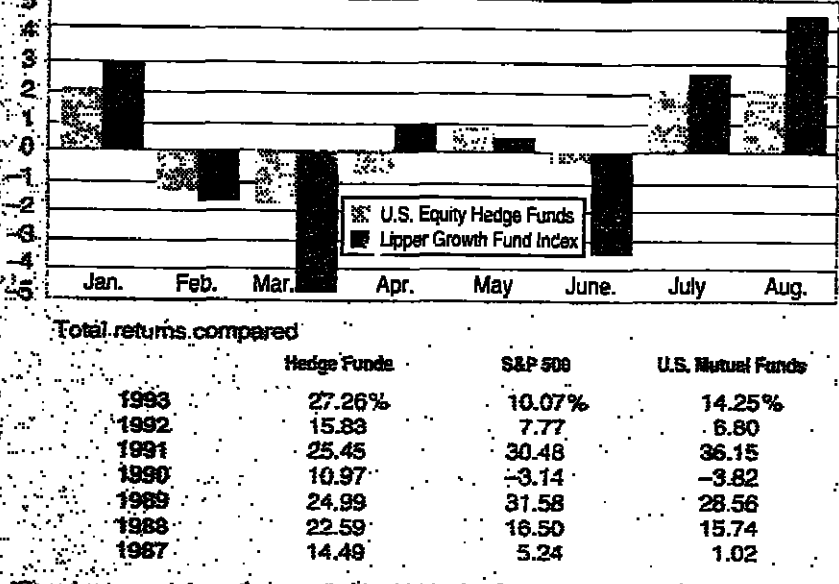 5
4
3
2
1
0
-1
-2
-3
-4
-5
U.S. Equity Hedge Funds
Lipper Growth Fund Index
Jan. Feb. Mar. Apr. May June. July Aug.
Total returns compared
Hedge Funds S&P 500 U.S. Mutual Funds
1993 27.26% 10.07% 14.25%
1992 15.83 7.77 6.80
1991 25.45 30.48 36.15
1990 10.97 –3.14 –3.82
1989 24.99 31.58 28.56
1988 22.59 16.50 15.74
1987 14.49 5.24 1.02